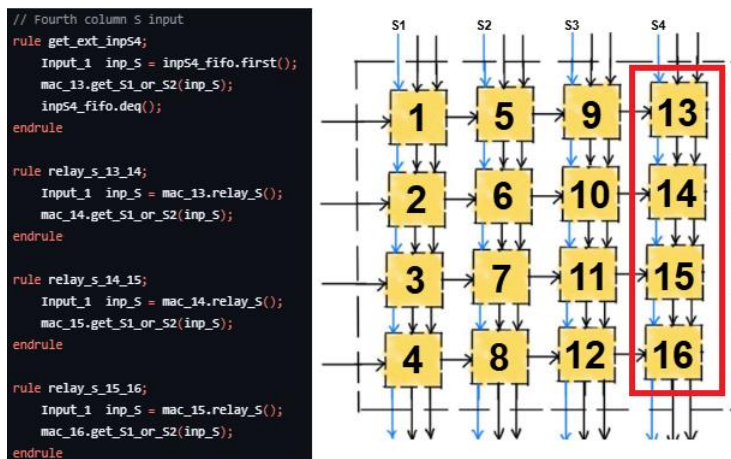 // Fourth column S input
rule get_ext_inpS4;
Input_1 inp_S = inpS4_fifo.first();
mac_13.get_S1_or_S2(inp_S);
inpS4_fifo.deq();
endrule
rule relay_s_13_14;
Input_1 inp_S = mac_13.relay_S();
mac_14.get_S1_or_S2(inp_S);
endrule
rule relay_s_14_15;
Input_1 inp_S = mac_14.relay_S();
mac_15.get_S1_or_S2(inp_S);
endrule
rule relay_s_15_16;
Input_1 inp_S = mac_15.relay_S();
mac_16.get_S1_or_S2(inp_S);
endrule
S1 S2 S3 S4
1 5 9 13
2 6 10 14
3 7 11 15
4 8 12 16